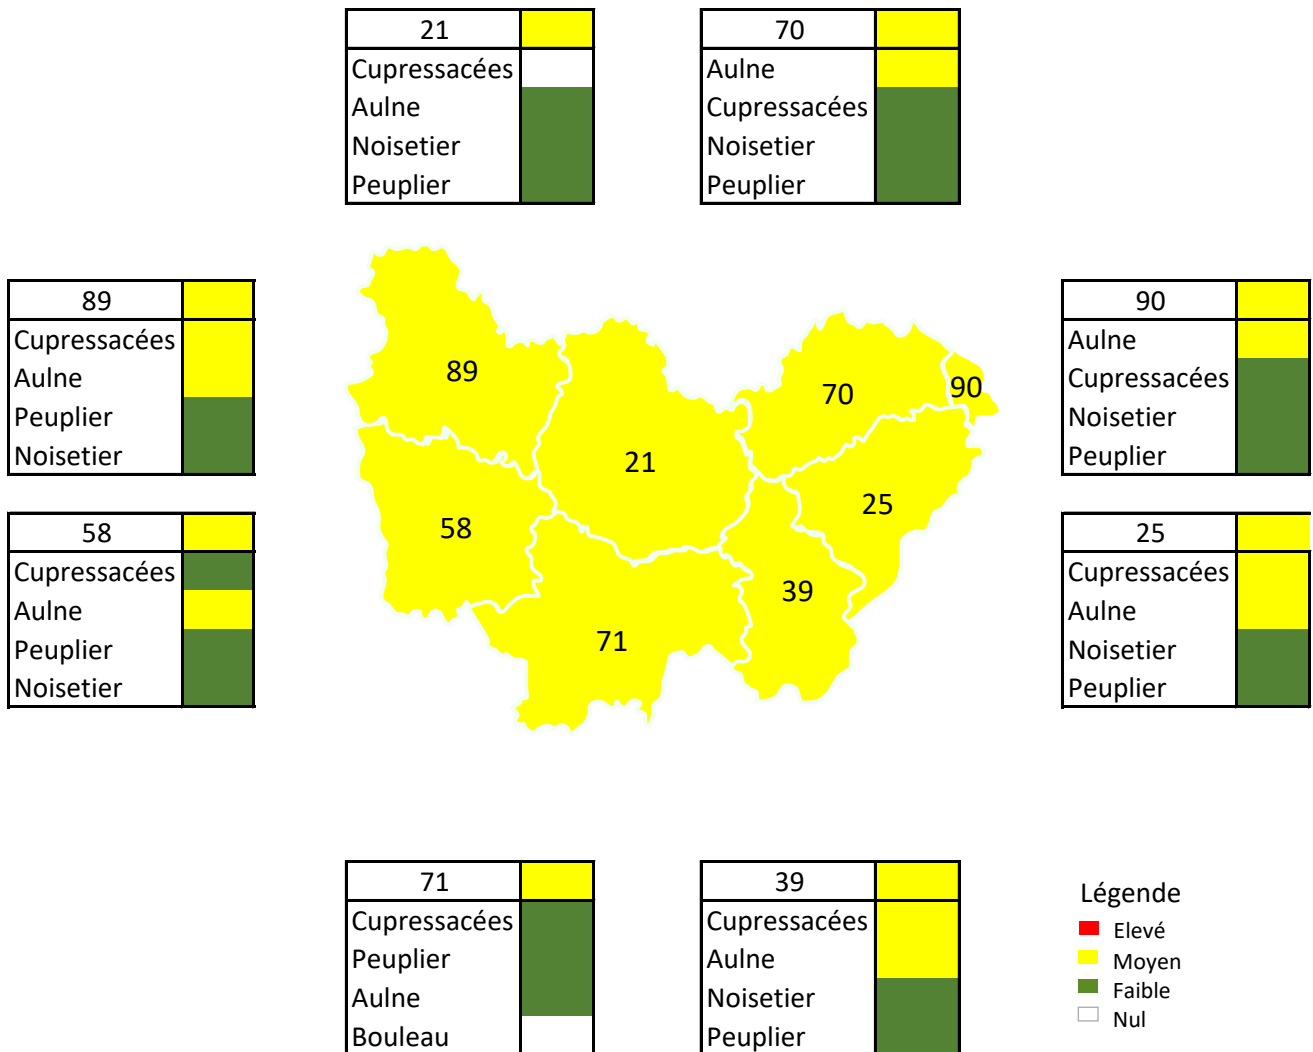 21
Cupressacées
Aulne
Noisetier
Peuplier
70
Aulne
Cupressacées
Noisetier
Peuplier
89
Cupressacées
Aulne
Peuplier
Noisetier
58
Cupressacées
Aulne
Peuplier
Noisetier
89
70
90
21
25
58
39
71
90
Aulne
Cupressacées
Noisetier
Peuplier
25
Cupressacées
Aulne
Noisetier
Peuplier
71
Cupressacées
Peuplier
Aulne
Bouleau
39
Cupressacées
Aulne
Noisetier
Peuplier
Légende
Elevé
Moyen
Faible
Nul